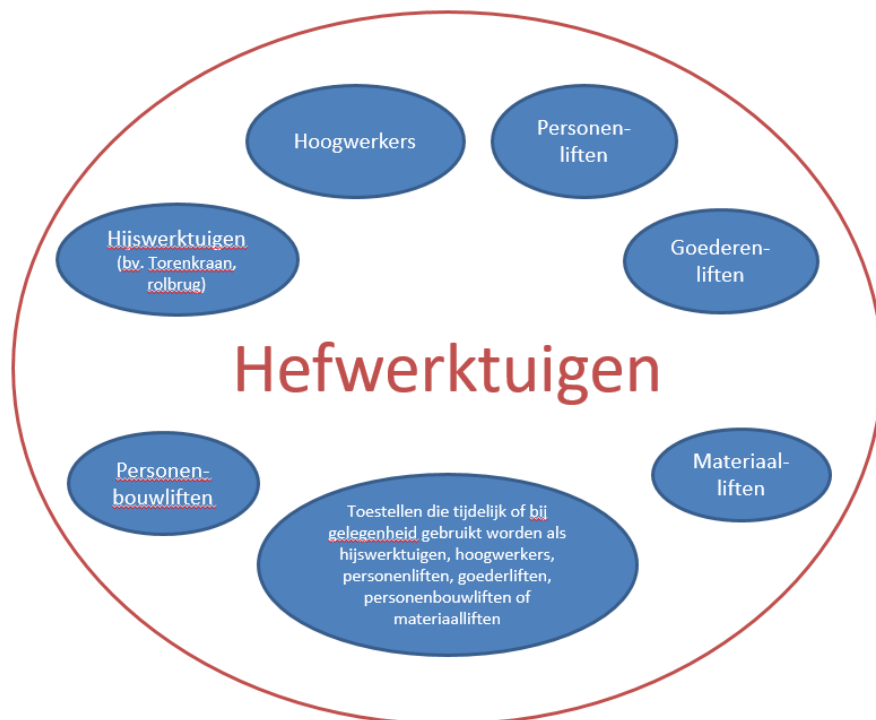 Hoogwerkers
Personen-
liften
Hijswerktuigen
(bv. Torenkraan,
rolbrug)
Goederen-
liften
Hefwerktuigen
Personen-
bouwliften
Materiaal-
liften
Toestellen die tijdelijk of bij
gelegenheid gebruikt worden als
hijswerktuigen, hoogwerkers,
personenliften, goederliften,
personenbouwliften of
materiaalliften